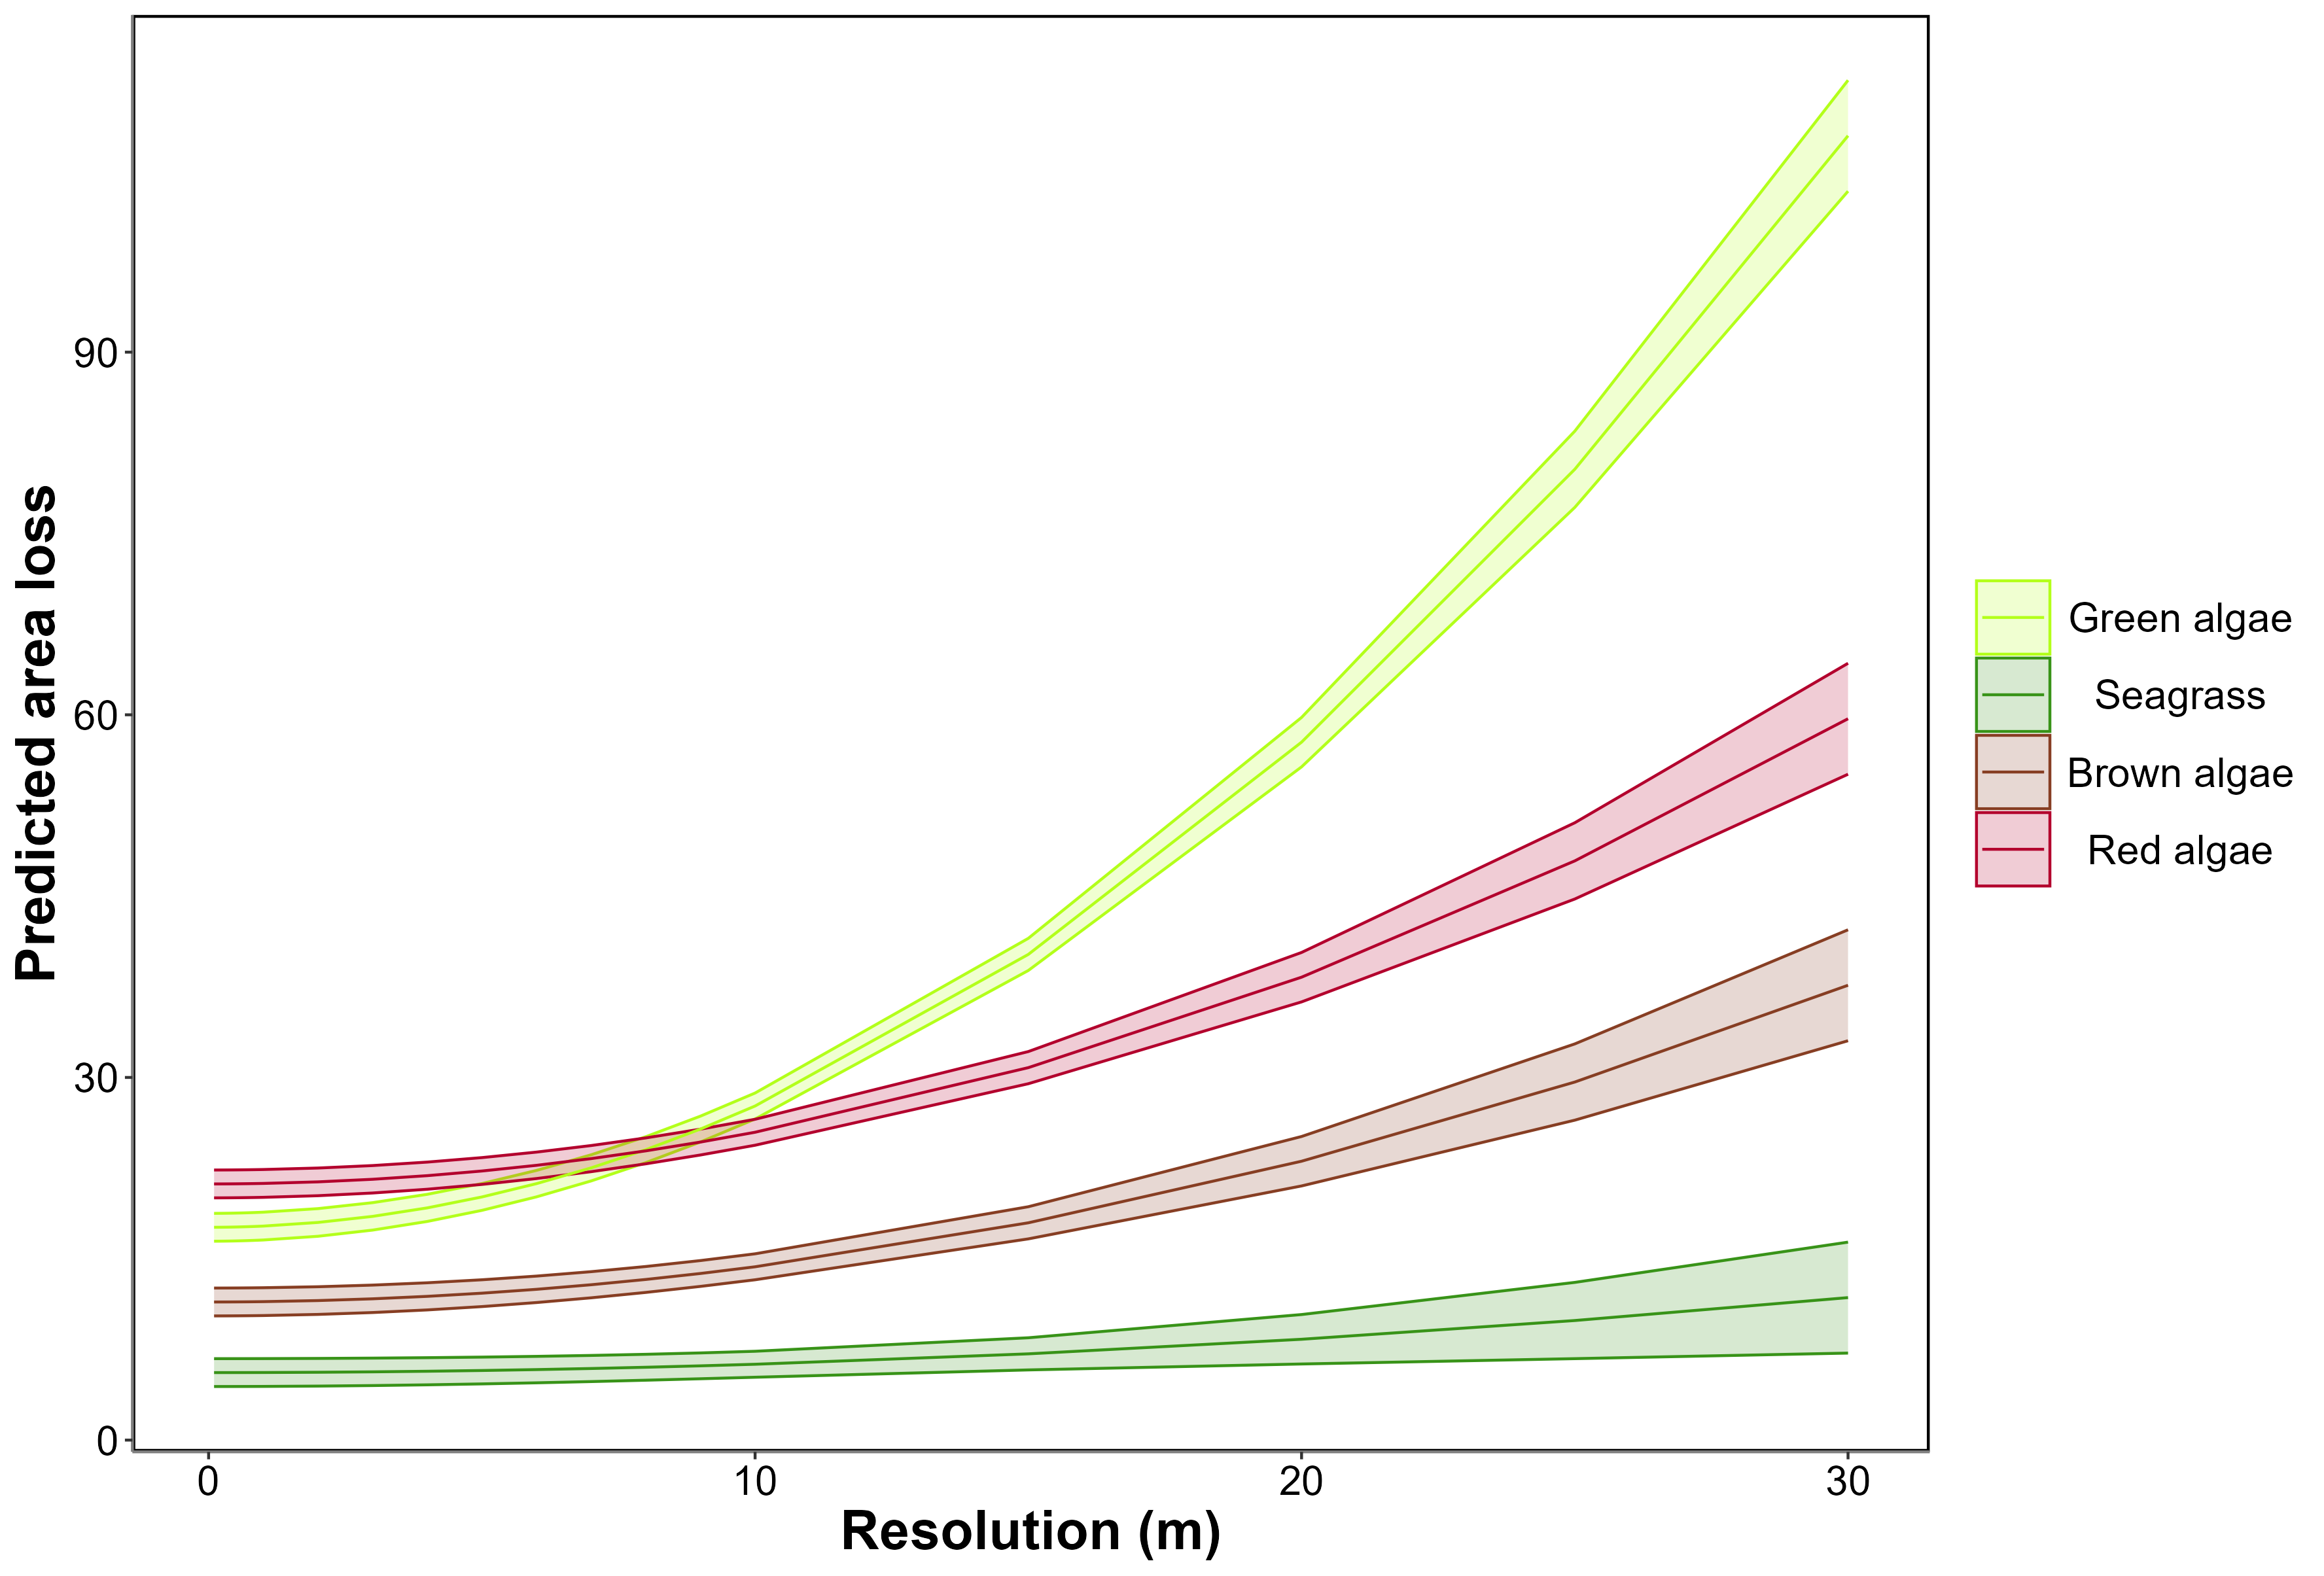 Predicted area loss
90
60
30
0
0 10 20 30
Resolution (m)
Green algae
Seagrass
Brown algae
Red algae